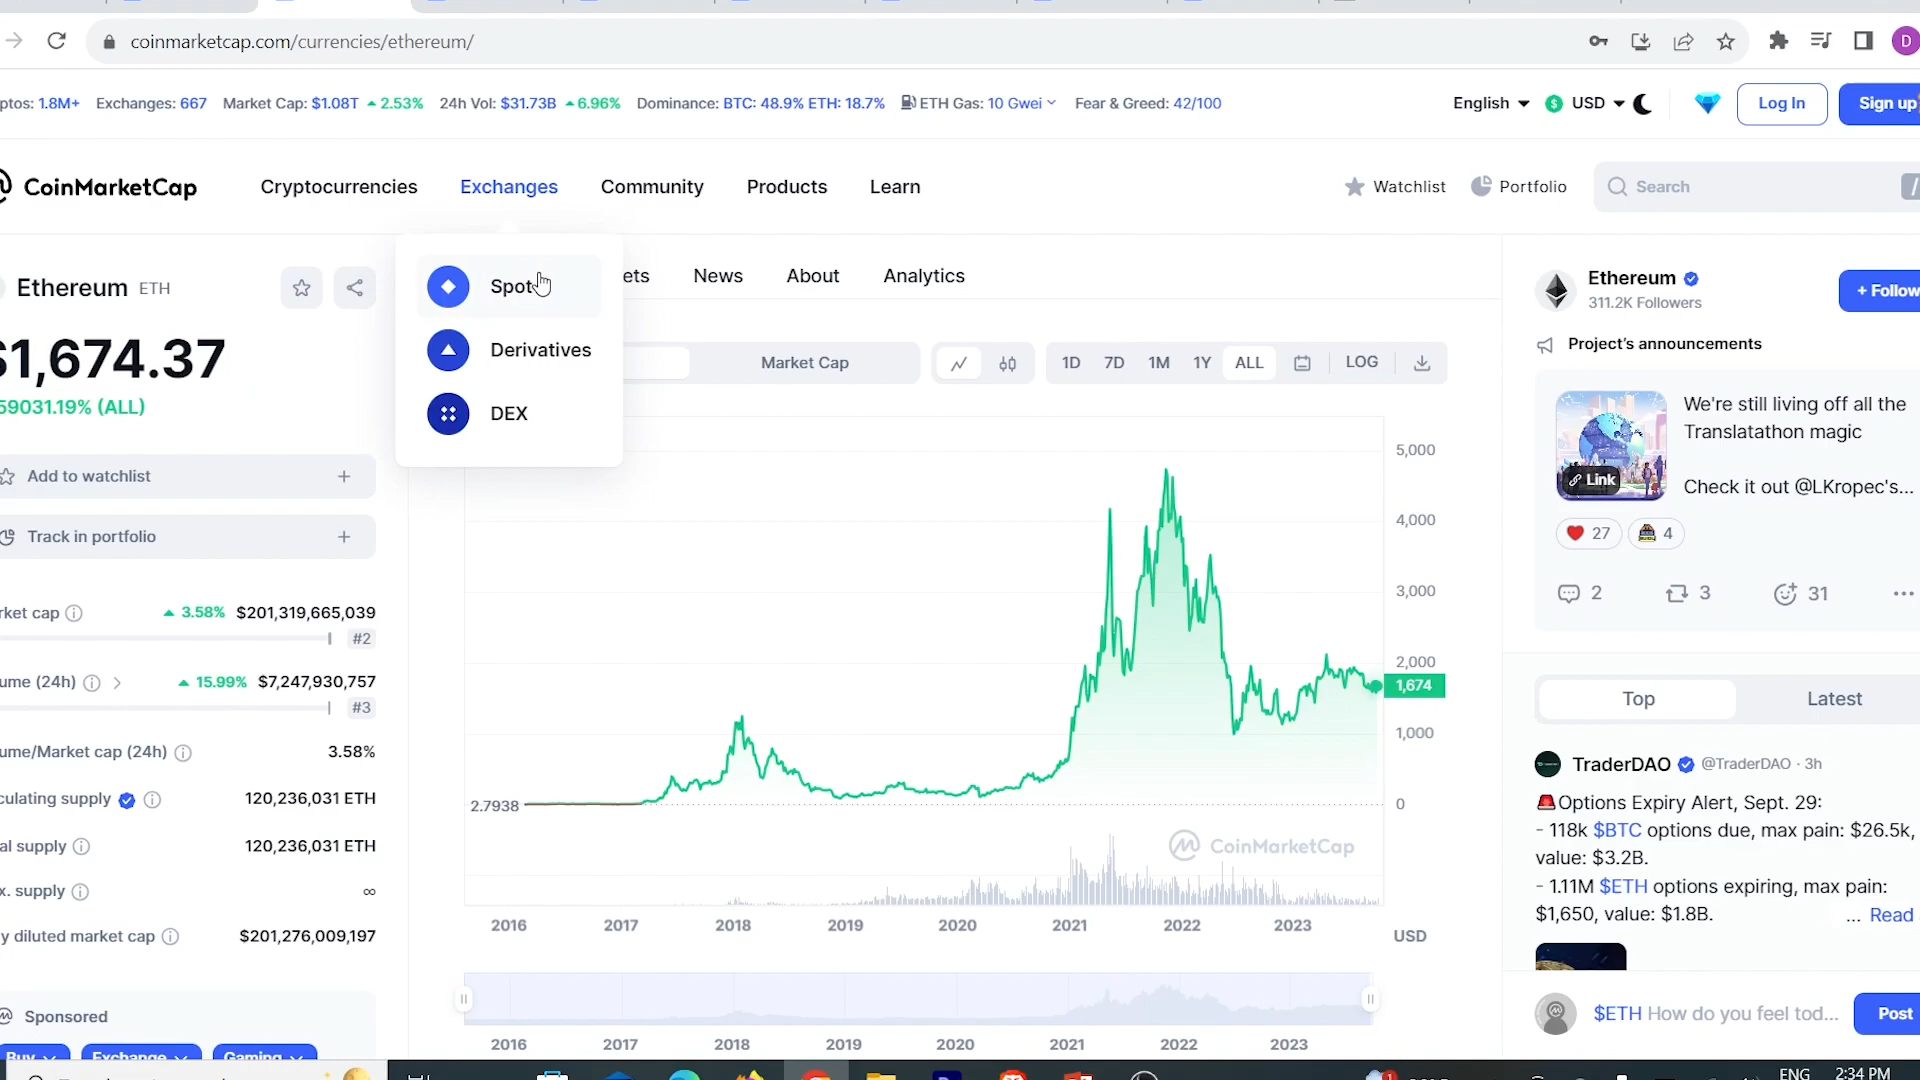 coinmarketcap.com/currencies/ethereum/
D
ptos: 1.8M+ Exchanges: 667 Market Cap: $1.08T 2.53% 24h Vol: $31.73B 6.96% Dominance: BTC: 48.9% ETH: 18.7% ETH Gas: 10 Gwei Fear & Greed: 42/100
English USD Log In Sign up
CoinMarketCap Cryptocurrencies Exchanges Community Products Learn Watchlist Portfolio Search /
Ethereum ETH
$1,674.37
59031.19% (ALL)
Add to watchlist +
Track in portfolio +
rket cap 3.58% $201,319,665,039
#2
ume (24h) 15.99% $7,247,930,757
#3
ume/Market cap (24h) 3.58%
culating supply 120,236,031 ETH
al supply 120,236,031 ETH
x. supply ∞
y diluted market cap $201,276,009,197
Sponsored
Buy Exchange Gaming
Spot
Derivatives
DEX
ets News About Analytics
Market Cap 1D 7D 1M 1Y ALL LOG
5,000
4,000
3,000
2,000
1,674
1,000
0
2.7938
CoinMarketCap
2016 2017 2018 2019 2020 2021 2022 2023
USD
2016 2017 2018 2019 2020 2021 2022 2023
Ethereum
311.2K Followers
+ Follow
Project's announcements
We're still living off all the
Translatathon magic
Link
Check it out @LKropec's...
27 4
2 3 31 ...
Top Latest
TraderDAO @TraderDAO · 3h
Options Expiry Alert, Sept. 29:
- 118k $BTC options due, max pain: $26.5k,
value: $3.2B.
- 1.11M $ETH options expiring, max pain:
$1,650, value: $1.8B. ... Read
$ETH How do you feel tod... Post
ENG 2:34 PM